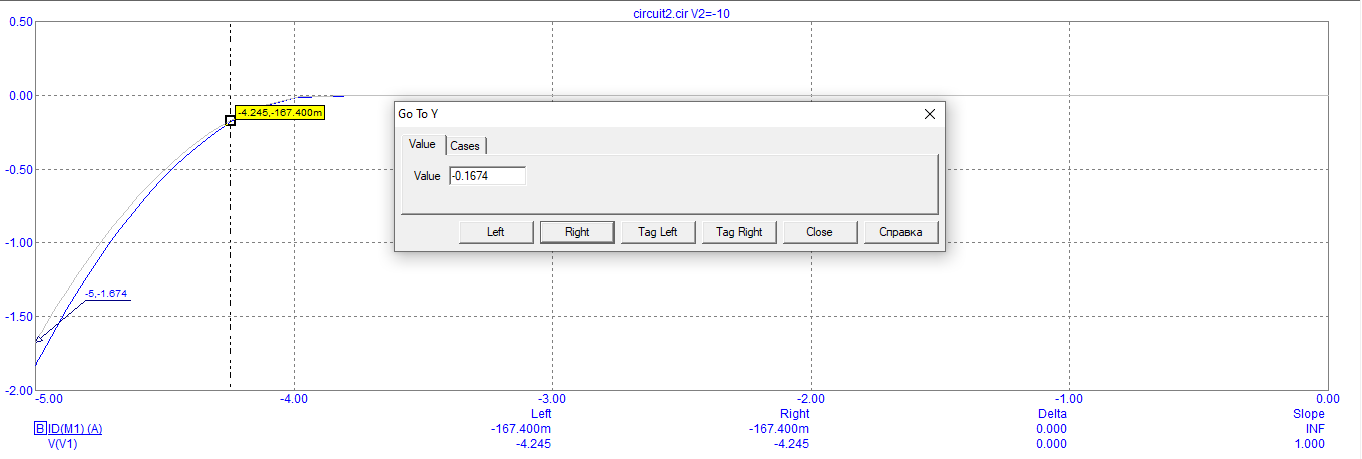 circuit2.cir V2=-10
0.50
0.00
-0.50
-1.00
-1.50
-2.00
-4.245,-167.400m
-5,-1.674
Go To Y
Value Cases
Value -0.1674
Left Right Tag Left Tag Right Close Справка
-5.00 -4.00 -3.00 -2.00 -1.00 0.00
Left Right Delta Slope
B ID(M1) (A) -167.400m -167.400m 0.000 INF
V(V1) -4.245 -4.245 0.000 1.000